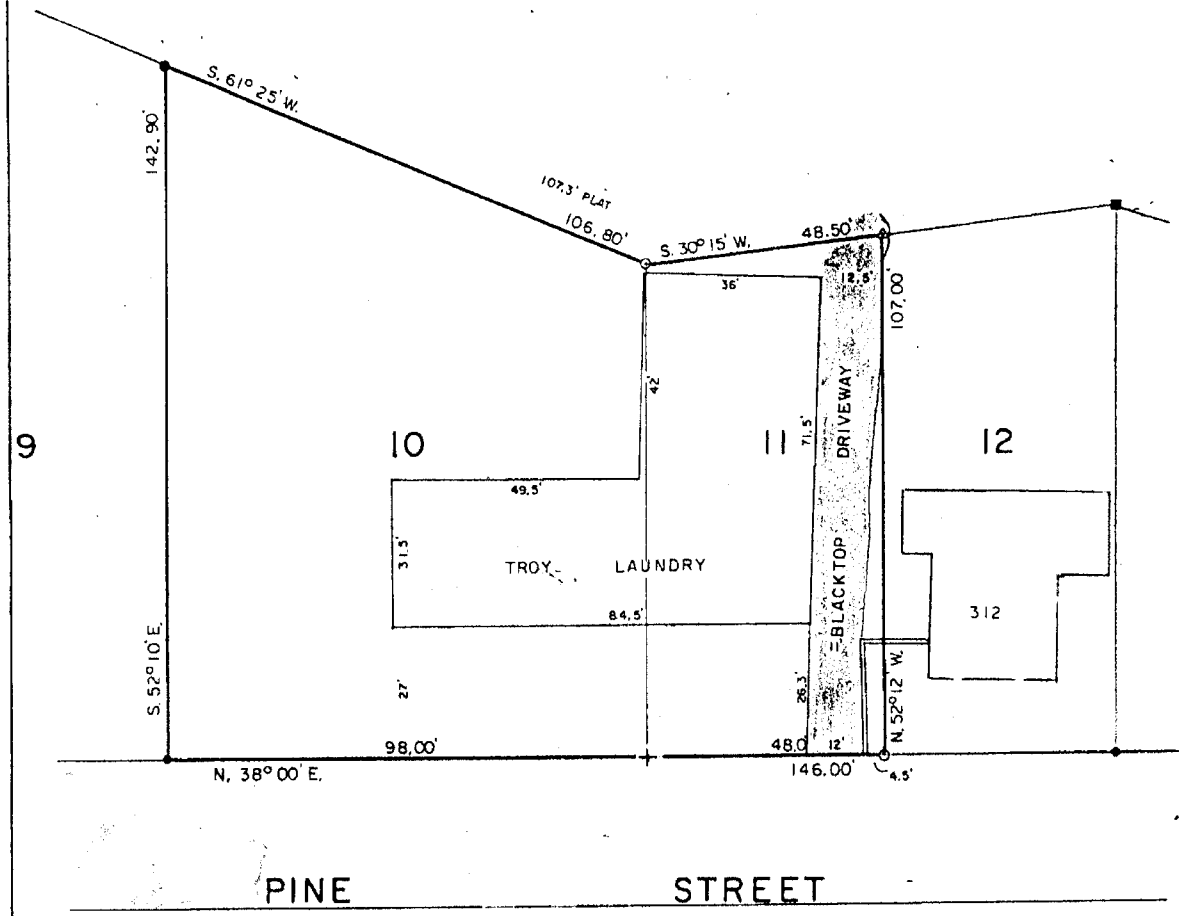 S. 61° 25' W.
142.90'
107.3' PLAT
106.80'
S. 30° 15' W.
48.50'
36'
12.5'
107.00'
42'
DRIVEWAY
9
10
11
71.5'
12
49.5'
31.5'
TROY LAUNDRY
BLACKTOP
312
84.5'
S. 52° 10' E.
27'
26.3'
N. 52° 12' W.
98.00'
48.0'
12'
N. 38° 00' E.
146.00'
4.5'
PINE STREET